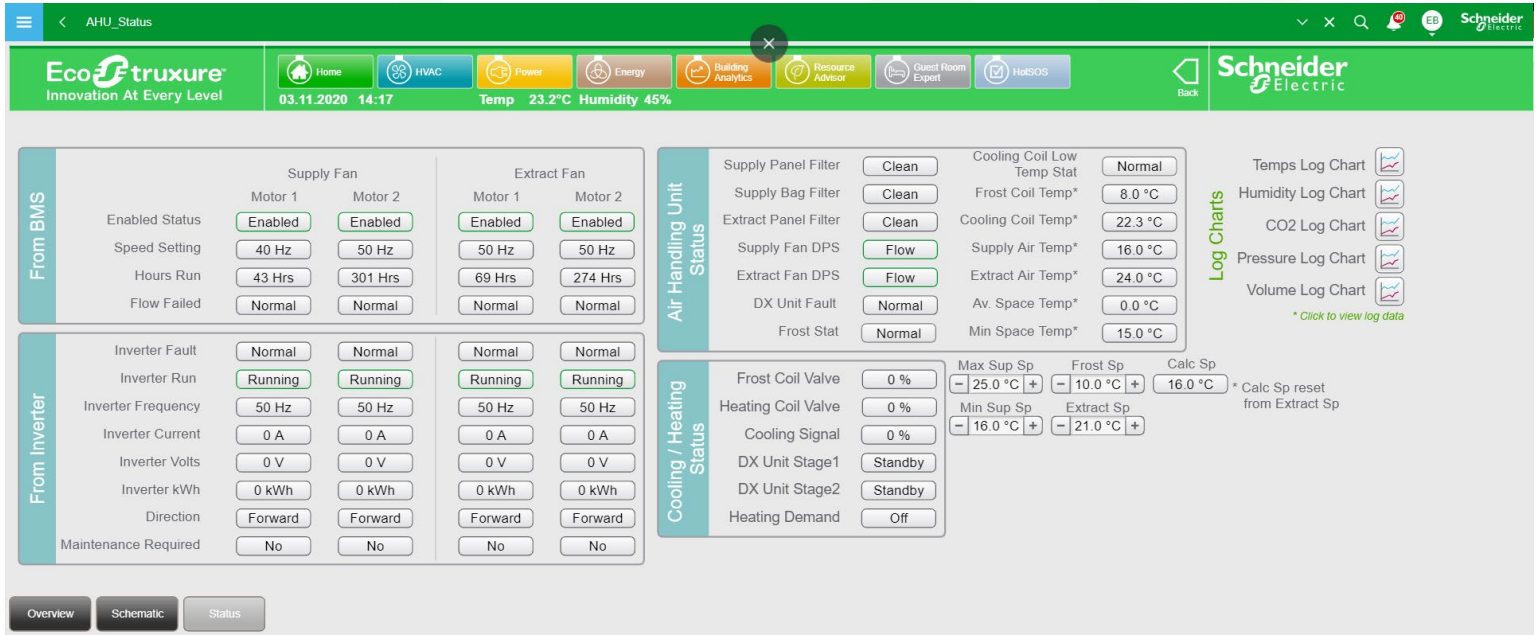 AHU_Status
40
EB
Schneider
Electric
EcoStruxure
Innovation At Every Level
Home
HVAC
Power
Energy
Building
Analytics
Resource
Advisor
Guest Room
Expert
HotSOS
Back
Schneider
Electric
03.11.2020 14:17 Temp 23.2°C Humidity 45%
From BMS
Supply Fan Extract Fan
Motor 1 Motor 2 Motor 1 Motor 2
Enabled Status Enabled Enabled Enabled Enabled
Speed Setting 40 Hz 50 Hz 50 Hz 50 Hz
Hours Run 43 Hrs 301 Hrs 69 Hrs 274 Hrs
Flow Failed Normal Normal Normal Normal
From Inverter
Inverter Fault Normal Normal Normal Normal
Inverter Run Running Running Running Running
Inverter Frequency 50 Hz 50 Hz 50 Hz 50 Hz
Inverter Current 0 A 0 A 0 A 0 A
Inverter Volts 0 V 0 V 0 V 0 V
Inverter kWh 0 kWh 0 kWh 0 kWh 0 kWh
Direction Forward Forward Forward Forward
Maintenance Required No No No No
Air Handling Unit
Status
Supply Panel Filter Clean
Supply Bag Filter Clean
Extract Panel Filter Clean
Supply Fan DPS Flow
Extract Fan DPS Flow
DX Unit Fault Normal
Frost Stat Normal
Cooling Coil Low
Temp Stat Normal
Frost Coil Temp* 8.0 °C
Cooling Coil Temp* 22.3 °C
Supply Air Temp* 16.0 °C
Extract Air Temp* 24.0 °C
Av. Space Temp* 0.0 °C
Min Space Temp* 15.0 °C
Log Charts
Temps Log Chart
Humidity Log Chart
CO2 Log Chart
Pressure Log Chart
Volume Log Chart
* Click to view log data
Cooling / Heating
Status
Frost Coil Valve 0 %
Heating Coil Valve 0 %
Cooling Signal 0 %
DX Unit Stage1 Standby
DX Unit Stage2 Standby
Heating Demand Off
Max Sup Sp Frost Sp Calc Sp
− 25.0 °C + − 10.0 °C + 16.0 °C
* Calc Sp reset
from Extract Sp
Min Sup Sp Extract Sp
− 16.0 °C + − 21.0 °C +
Overview Schematic Status